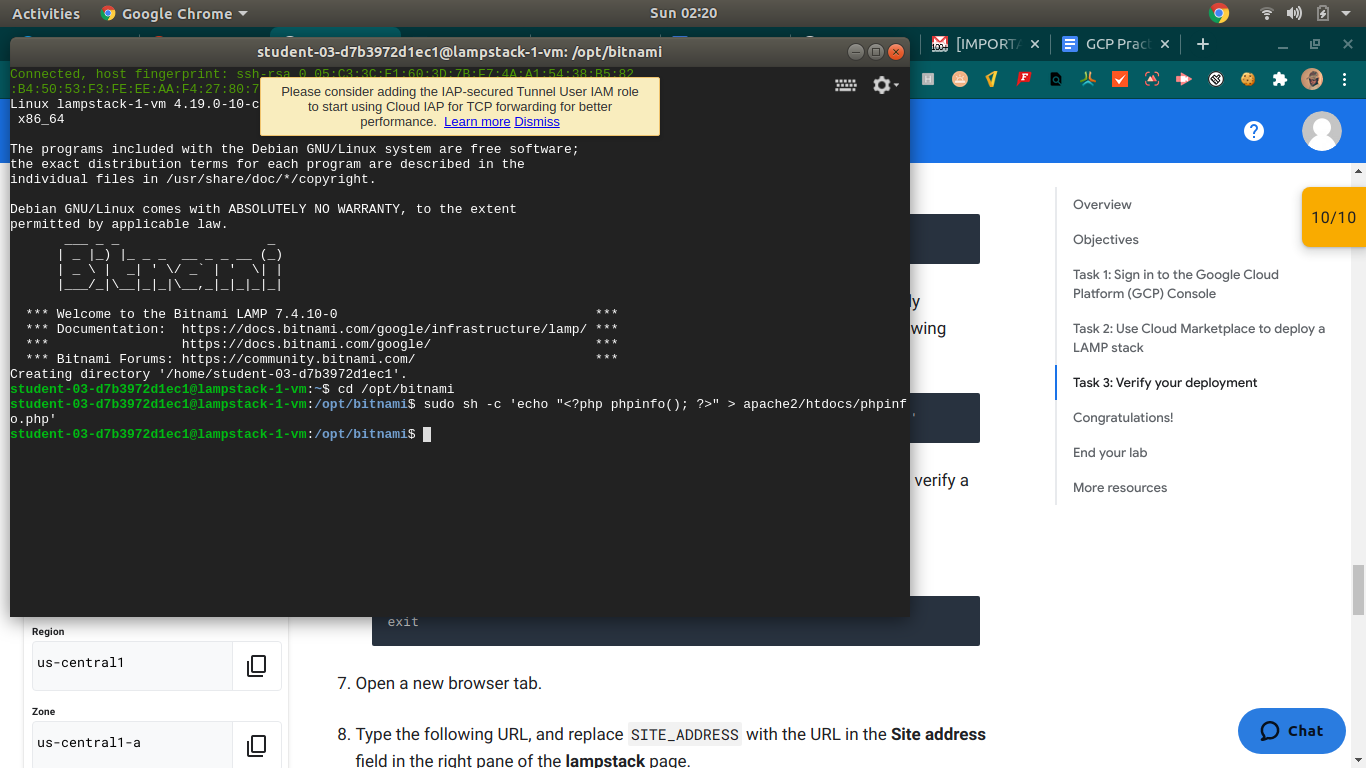 Activities
Google Chrome
Sun 02:20
student-03-d7b3972d1ec1@lampstack-1-vm: /opt/bitnami
[IMPORTA
GCP Prac
100+
Connected, host fingerprint: ssh-rsa 0 05:C3:3C:E1:60:3D:7B:F7:4A:A1:54:38:B5:82
:B4:50:53:F3:FE:EE:AA:F4:27:80:7
Linux lampstack-1-vm 4.19.0-10-c
x86_64
Please consider adding the IAP-secured Tunnel User IAM role
to start using Cloud IAP for TCP forwarding for better
performance. Learn more Dismiss
The programs included with the Debian GNU/Linux system are free software;
the exact distribution terms for each program are described in the
individual files in /usr/share/doc/*/copyright.
Debian GNU/Linux comes with ABSOLUTELY NO WARRANTY, to the extent
permitted by applicable law.
___ _ _                   _
| _ |_) |_ _ _  __ _ _ __ (_)
| _ \ |  _| ' \/ _` | '  \| |
|___/_|\__|_|_|\__,_|_|_|_|_|
*** Welcome to the Bitnami LAMP 7.4.10-0 ***
*** Documentation: https://docs.bitnami.com/google/infrastructure/lamp/ ***
*** https://docs.bitnami.com/google/ ***
*** Bitnami Forums: https://community.bitnami.com/ ***
Creating directory '/home/student-03-d7b3972d1ec1'.
student-03-d7b3972d1ec1@lampstack-1-vm:~$ cd /opt/bitnami
student-03-d7b3972d1ec1@lampstack-1-vm:/opt/bitnami$ sudo sh -c 'echo "<?php phpinfo(); ?>" > apache2/htdocs/phpinf
o.php'
student-03-d7b3972d1ec1@lampstack-1-vm:/opt/bitnami$
ly
wing
'
verify a
exit
7. Open a new browser tab.
8. Type the following URL, and replace SITE_ADDRESS with the URL in the Site address
field in the right pane of the lampstack page.
Region
us-central1
Zone
us-central1-a
Overview
Objectives
Task 1: Sign in to the Google Cloud
Platform (GCP) Console
Task 2: Use Cloud Marketplace to deploy a
LAMP stack
Task 3: Verify your deployment
Congratulations!
End your lab
More resources
10/10
Chat